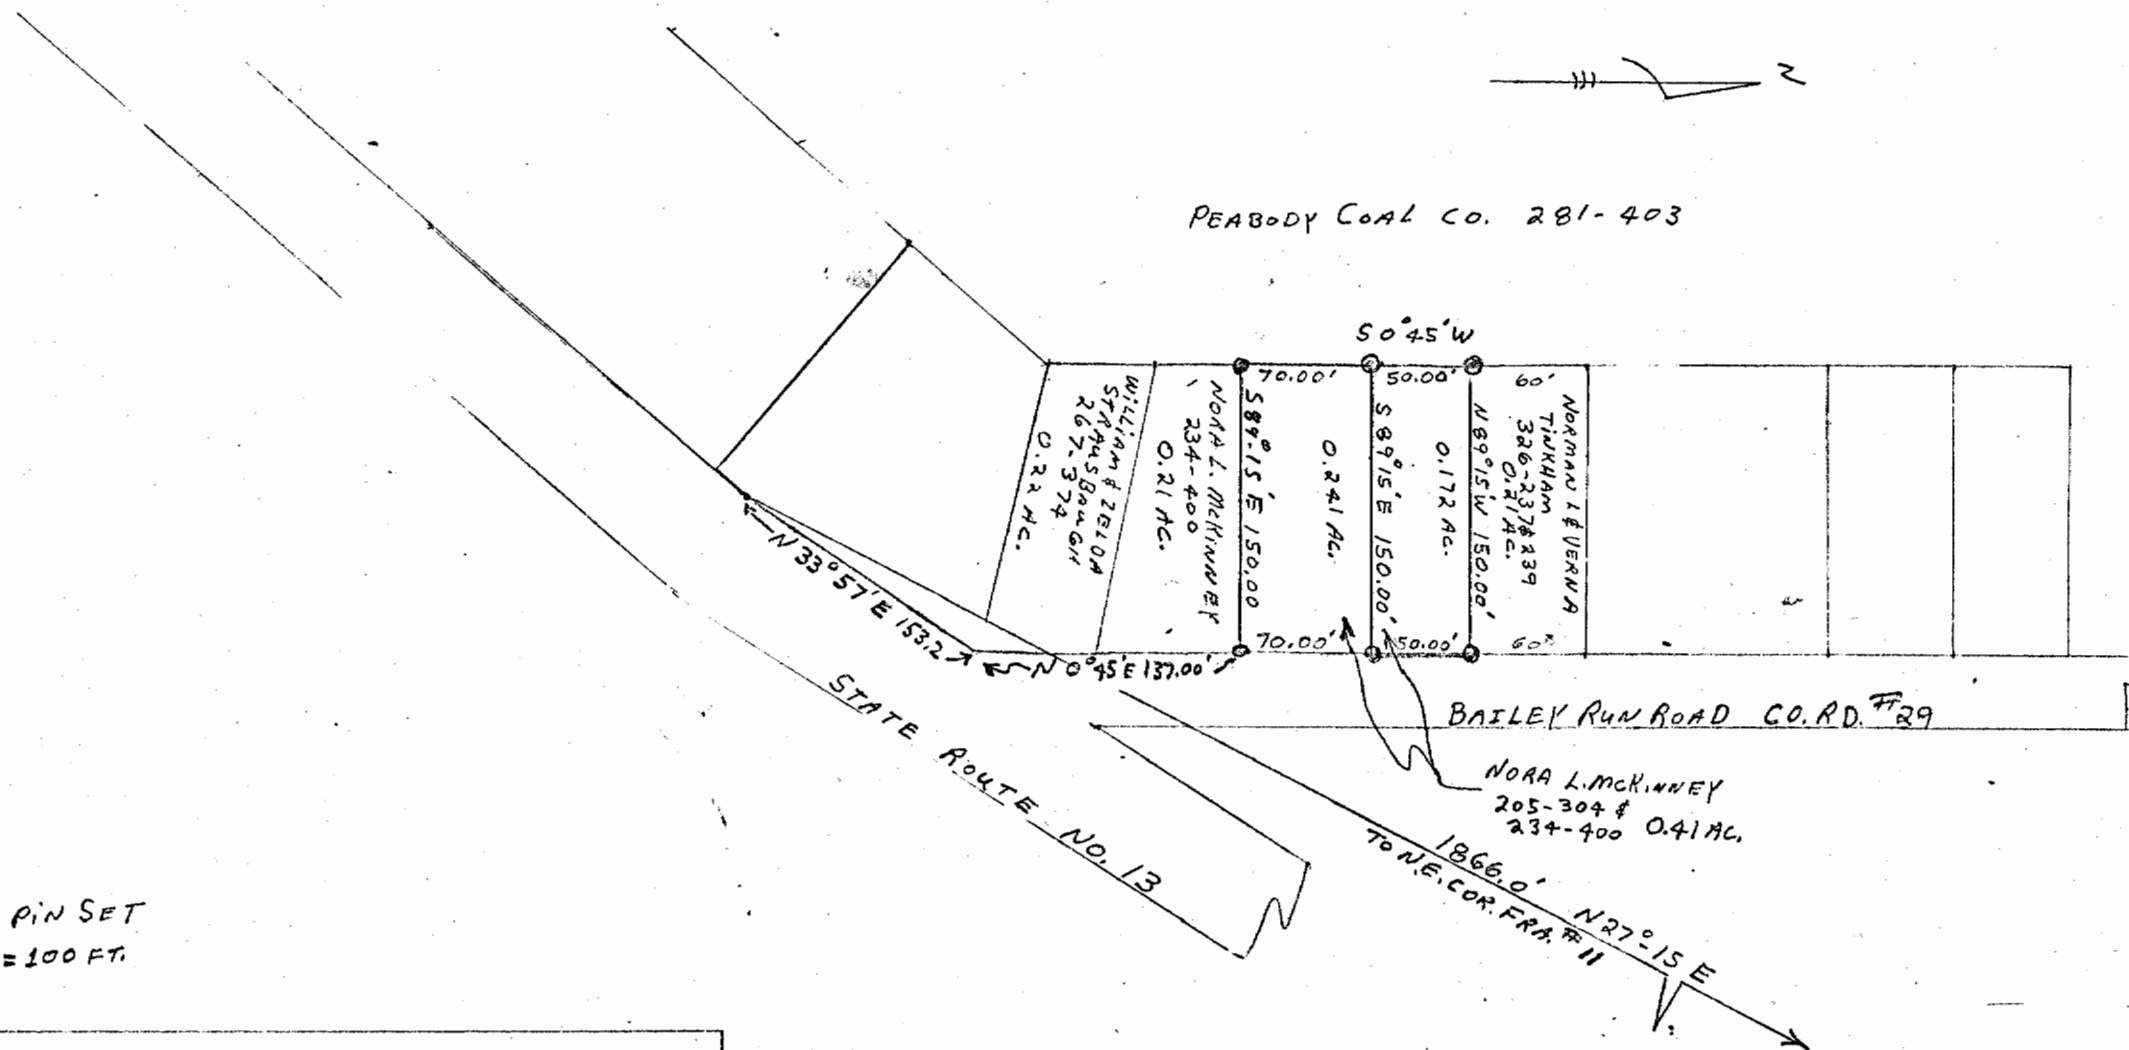 N
PEABODY COAL CO. 281-403
S 0°45' W
70.00'
50.00'
60'
WILLIAM & ZELDA
STRAUSBAUGH
267-374
0.22 AC.
NORA L. MCKINNEY
234-400
0.21 AC.
S 89°-15' E 150.00
0.241 AC.
S 89°15' E 150.00'
0.172 AC.
N 89°15' W 150.00'
NORMAN L & VERNA
TINKHAM
326-237 & 239
0.21 AC.
70.00'
50.00'
60'
N 33°57' E 153.2
N 0°45' E 137.00'
STATE ROUTE NO. 13
BAILEY RUN ROAD CO. RD. #29
NORA L. MCKINNEY
205-304 &
234-400 0.41 AC.
1866.0' N 27°-15 E
TO N.E. COR. FRA. #11
PIN SET
= 100 FT.